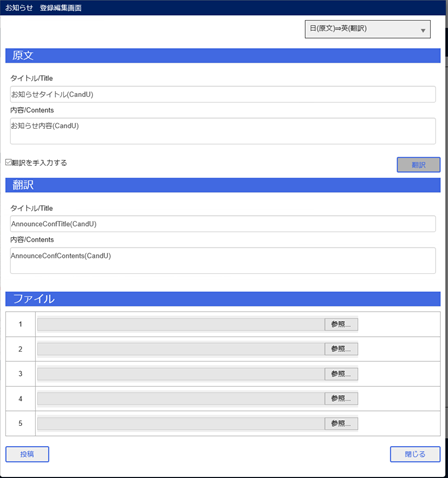 お知らせ　登録編集画面
日(原文)⇒英(翻訳)
原文
タイトル/Title
お知らせタイトル(CandU)
内容/Contents
お知らせ内容(CandU)
翻訳を手入力する
翻訳
翻訳
タイトル/Title
AnnounceConfTitle(CandU)
内容/Contents
AnnounceConfContents(CandU)
ファイル
1 参照...
2 参照...
3 参照...
4 参照...
5 参照...
投稿 閉じる